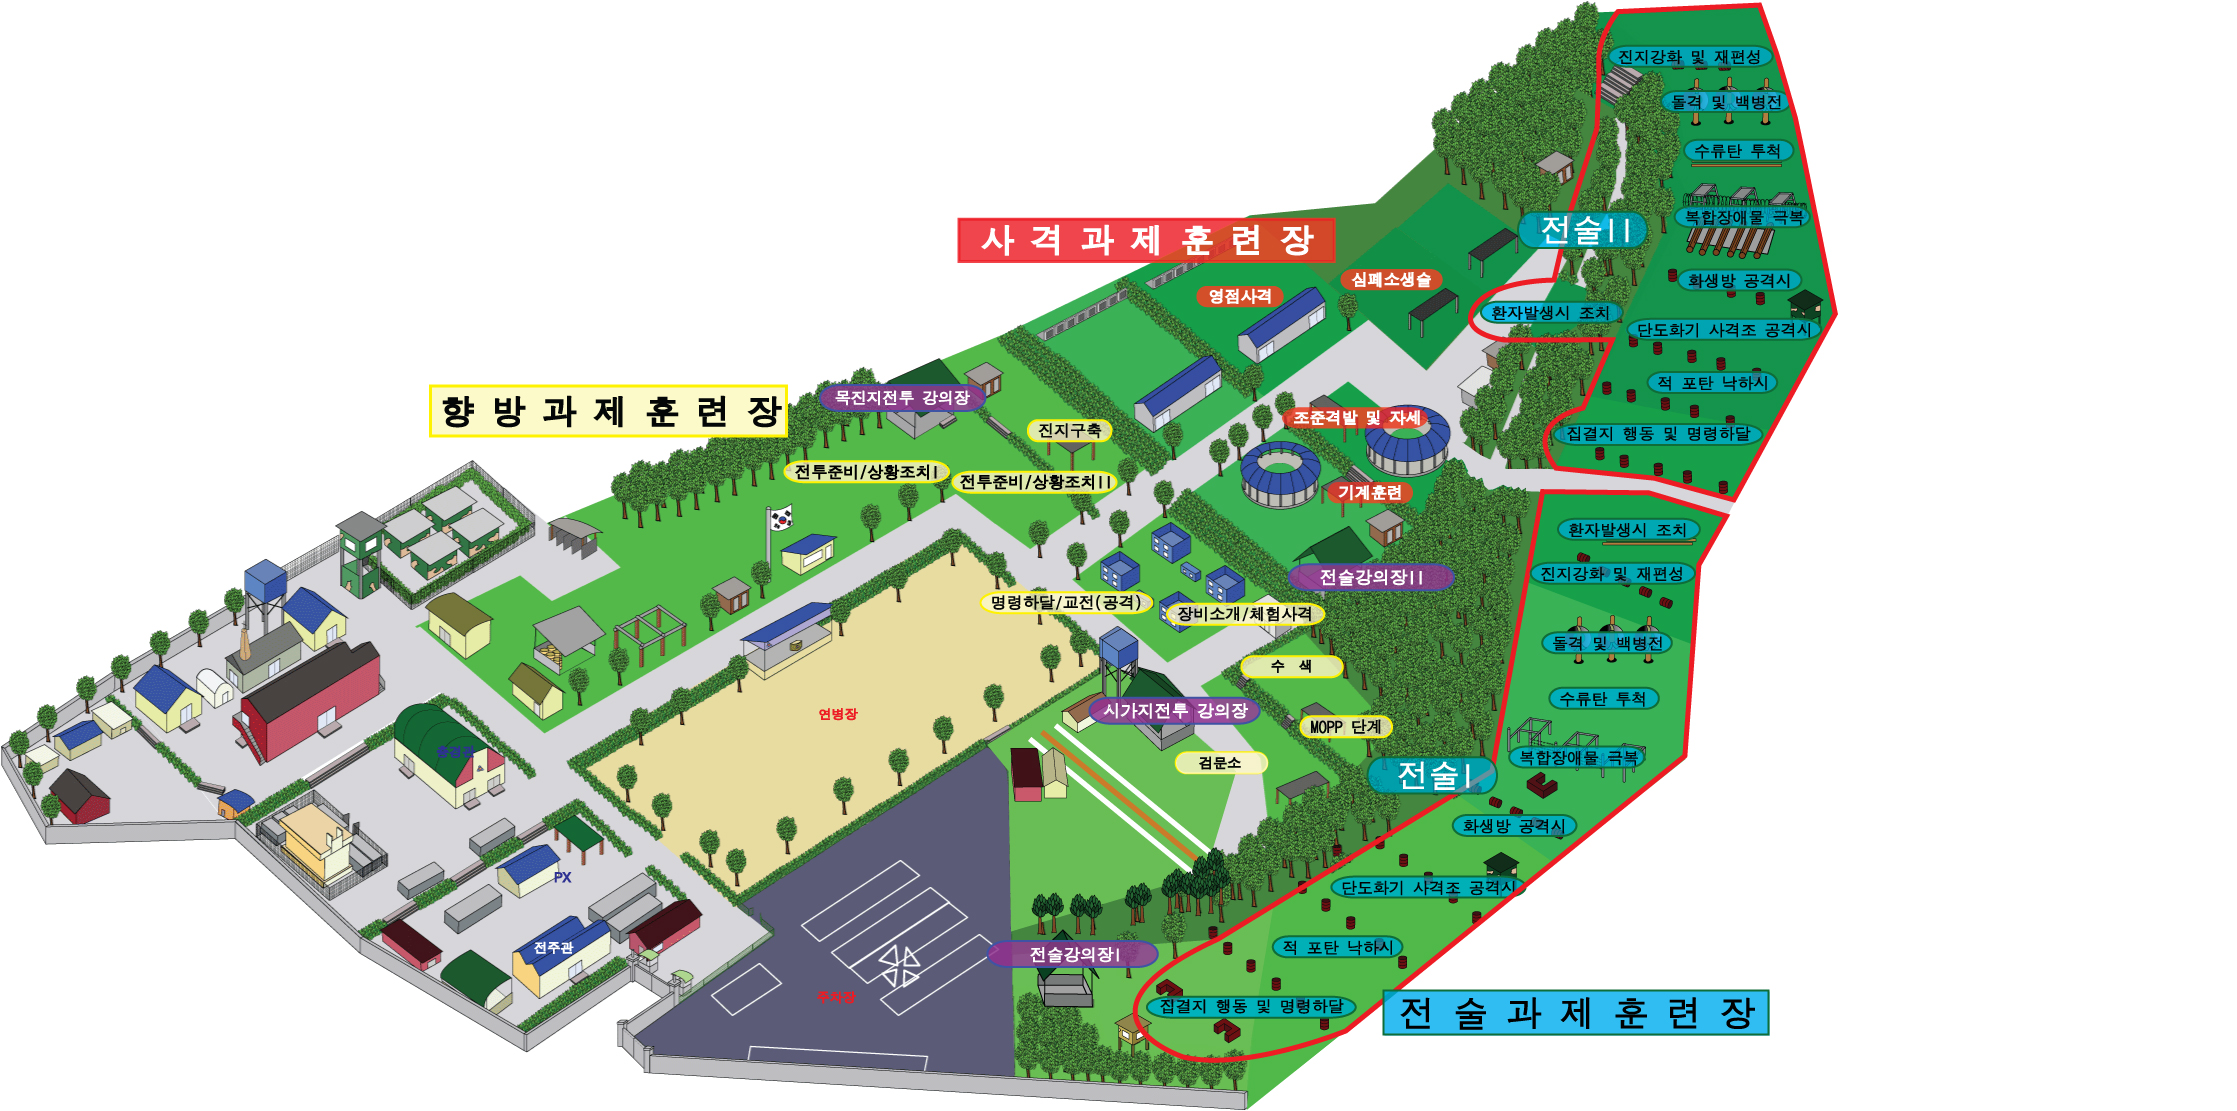 진지강화 및 재편성
돌격 및 백병전
수류탄 투척
복합장애물 극복
전술II
사 격 과 제 훈 련 장
화생방 공격시
심폐소생술
영점사격
환자발생시 조치
단도화기 사격조 공격시
적 포탄 낙하시
목진지전투 강의장
향 방 과 제 훈 련 장
조준격발 및 자세
진지구축
집결지 행동 및 명령하달
전투준비/상황조치I
전투준비/상황조치II
기계훈련
환자발생시 조치
진지강화 및 재편성
전술강의장II
명령하달/교전(공격)
장비소개/체험사격
돌격 및 백병전
수 색
수류탄 투척
시가지전투 강의장
연병장
MOPP 단계
복합장애물 극복
검문소
전술I
화생방 공격시
PX
단도화기 사격조 공격시
전주관
적 포탄 낙하시
전술강의장I
주차장
집결지 행동 및 명령하달
전 술 과 제 훈 련 장